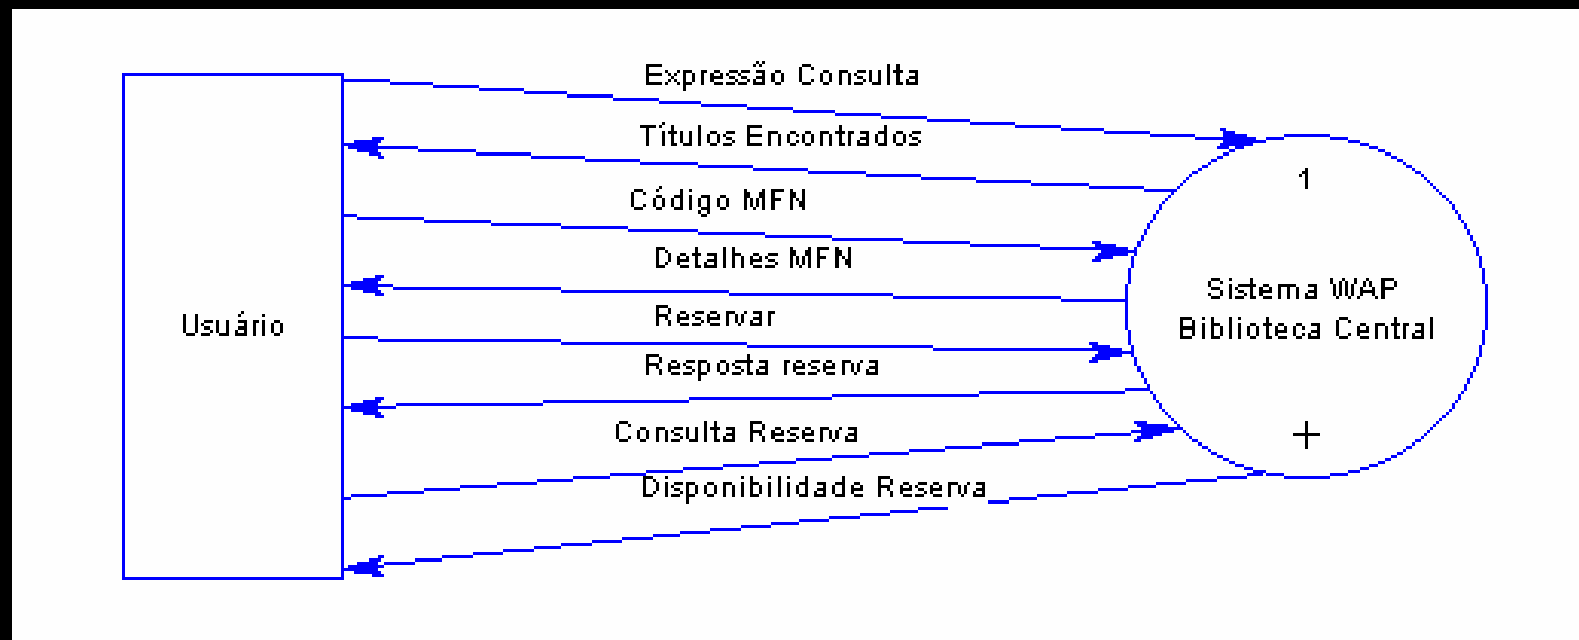 Expressão Consulta
Títulos Encontrados
1
Código MFN
Detalhes MFN
Sistema WAP
Biblioteca Central
Usuário
Reservar
Resposta reserva
Consulta Reserva
+
Disponibilidade Reserva